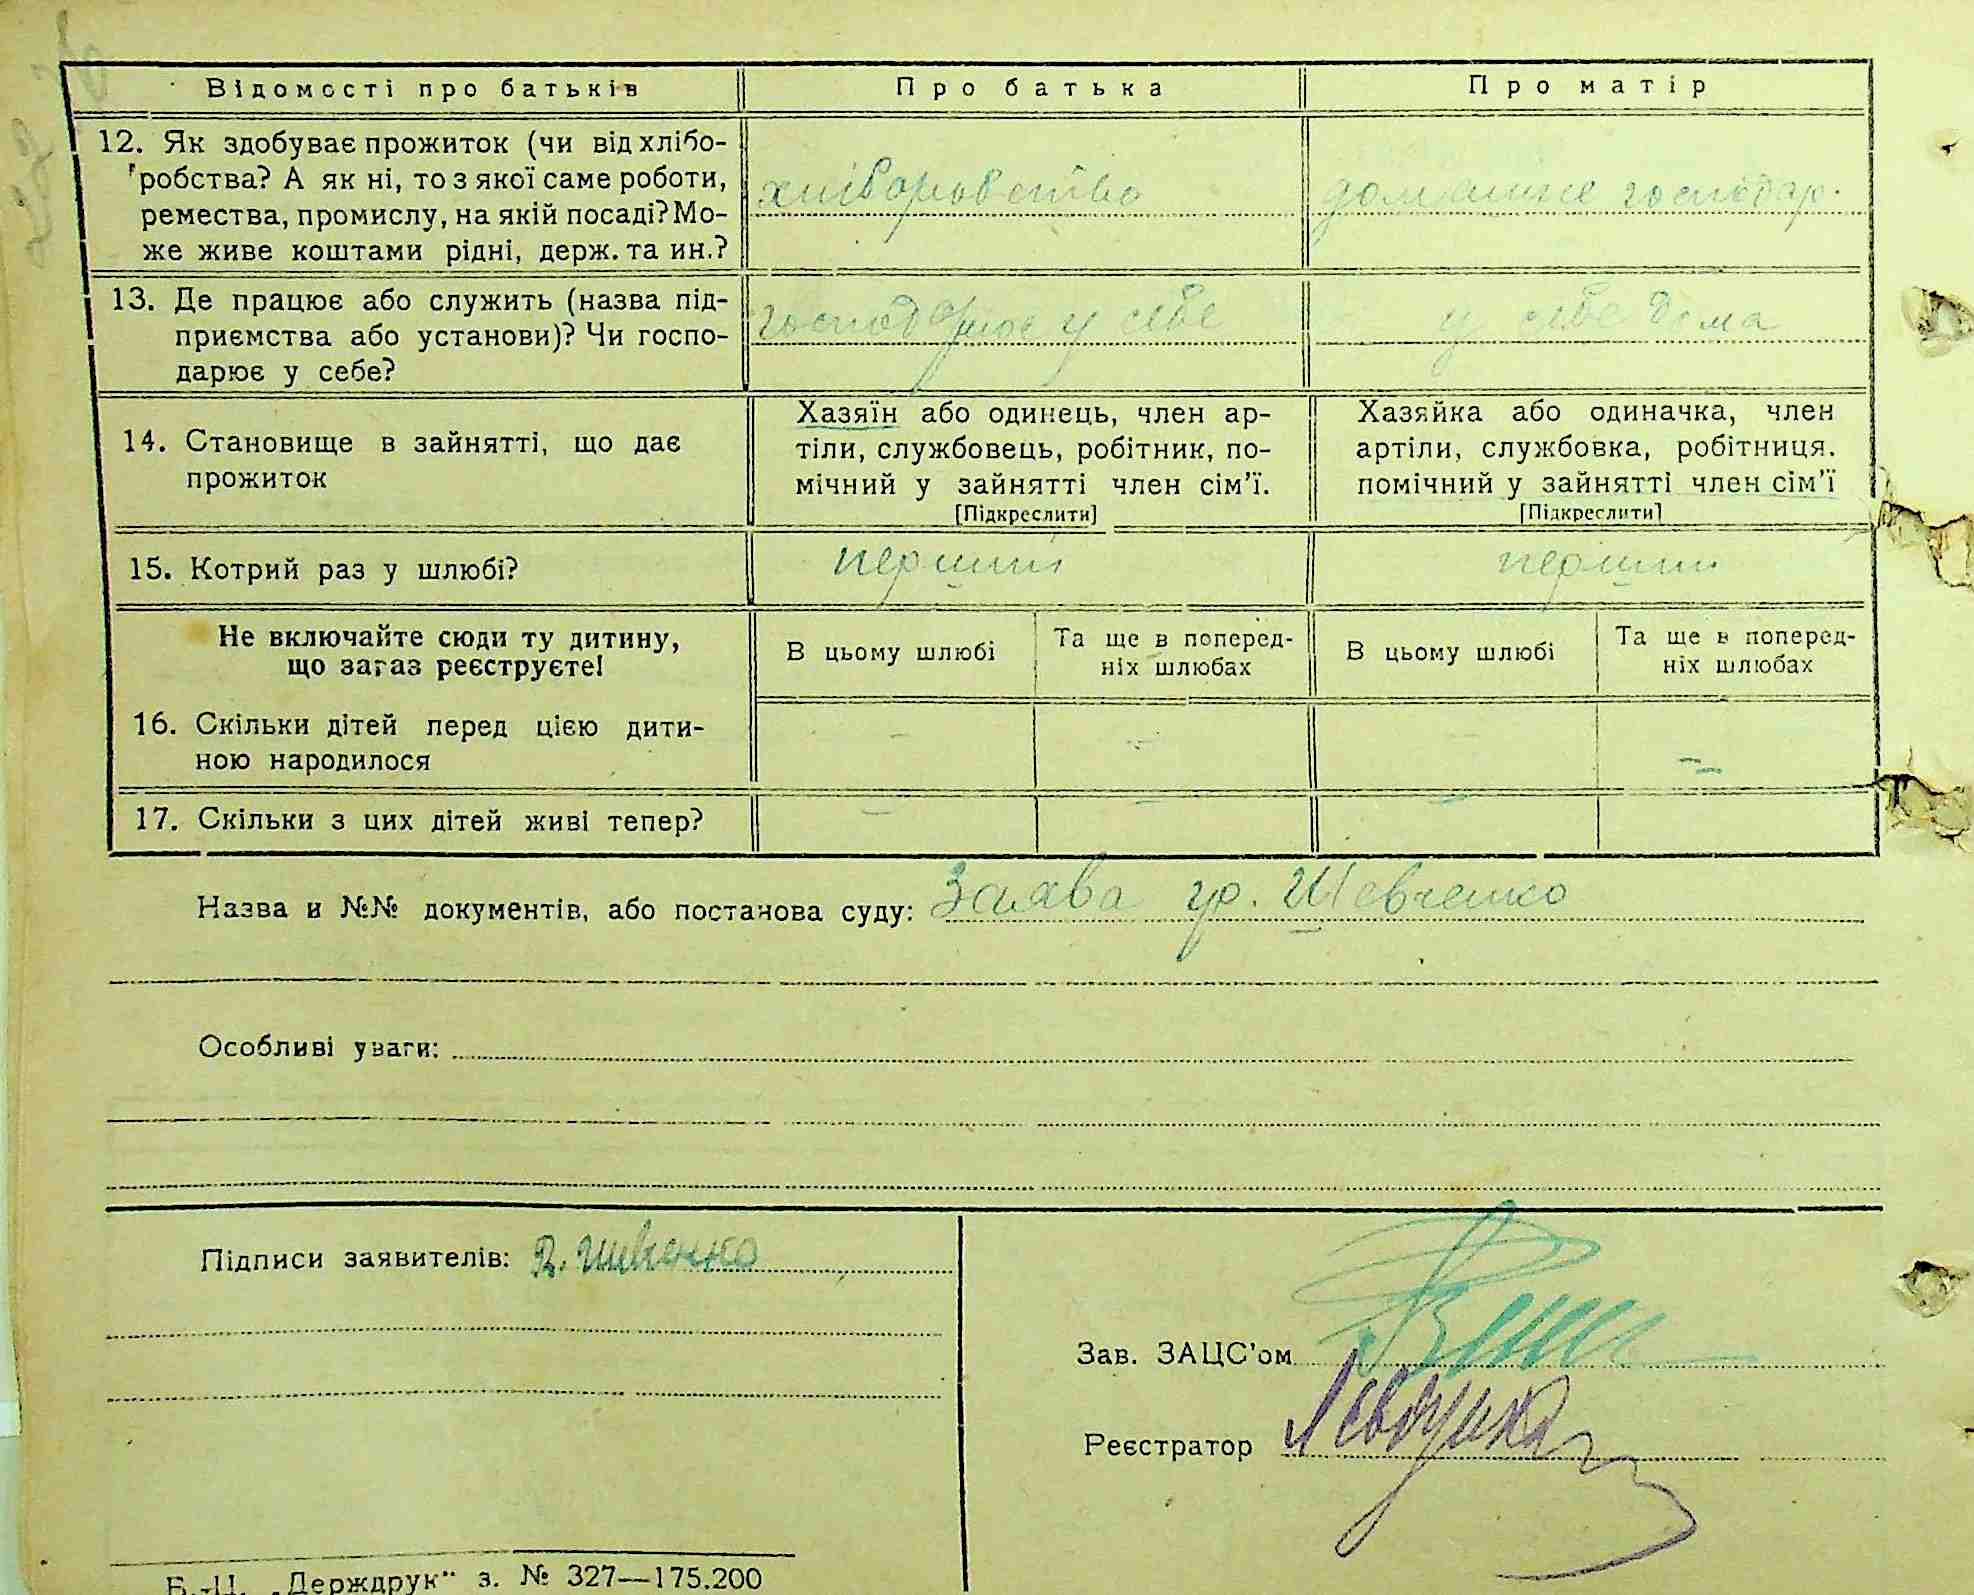 Відомості про батьків Про батька Про матір
12. Як здобуває прожиток (чи від хлібо-
робства? А як ні, то з якої саме роботи,
ремества, промислу, на якій посаді? Мо-
же живе коштами рідні, держ. та ин.?
хліборобство
домашнє господар.
13. Де працює або служить (назва під-
приємства або установи)? Чи госпо-
дарює у себе?
господарює у себе
у себе дома
14. Становище в зайнятті, що дає
прожиток
Хазяїн або одинець, член ар-
тіли, службовець, робітник, по-
мічний у зайнятті член сім'ї.
[Підкреслити]
Хазяйка або одиначка, член
артіли, службовка, робітниця.
помічний у зайнятті член сім'ї
[Підкреслити]
15. Котрий раз у шлюбі?
перший
перший
Не включайте сюди ту дитину,
що загаз реєструєте!
В цьому шлюбі
Та ще в поперед-
ніх шлюбах
В цьому шлюбі
Та ще в поперед-
ніх шлюбах
16. Скільки дітей перед цією дити-
ною народилося
- - - -
17. Скільки з цих дітей живі тепер?
- - -
Назва и №№ документів, або постанова суду: Заява гр. Шевченко
Особливі уваги:
Підписи заявителів:
Зав. ЗАЦС'ом
Реєстратор
Б.-Ц. „Держдрук" з. № 327—175.200